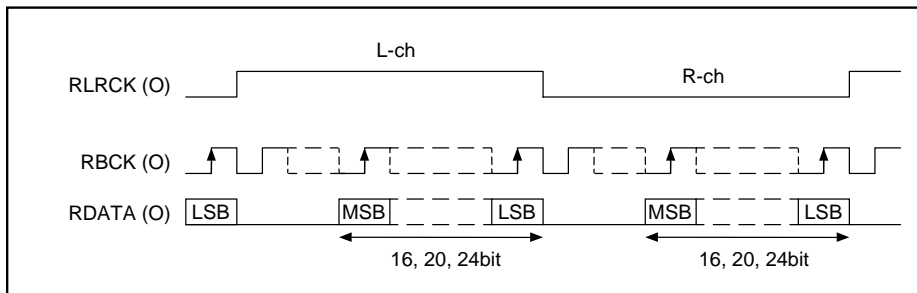 L-ch
RLRCK (O)
R-ch
RBCK (O)
RDATA (O)
LSB
MSB
LSB
MSB
LSB
16, 20, 24bit
16, 20, 24bit